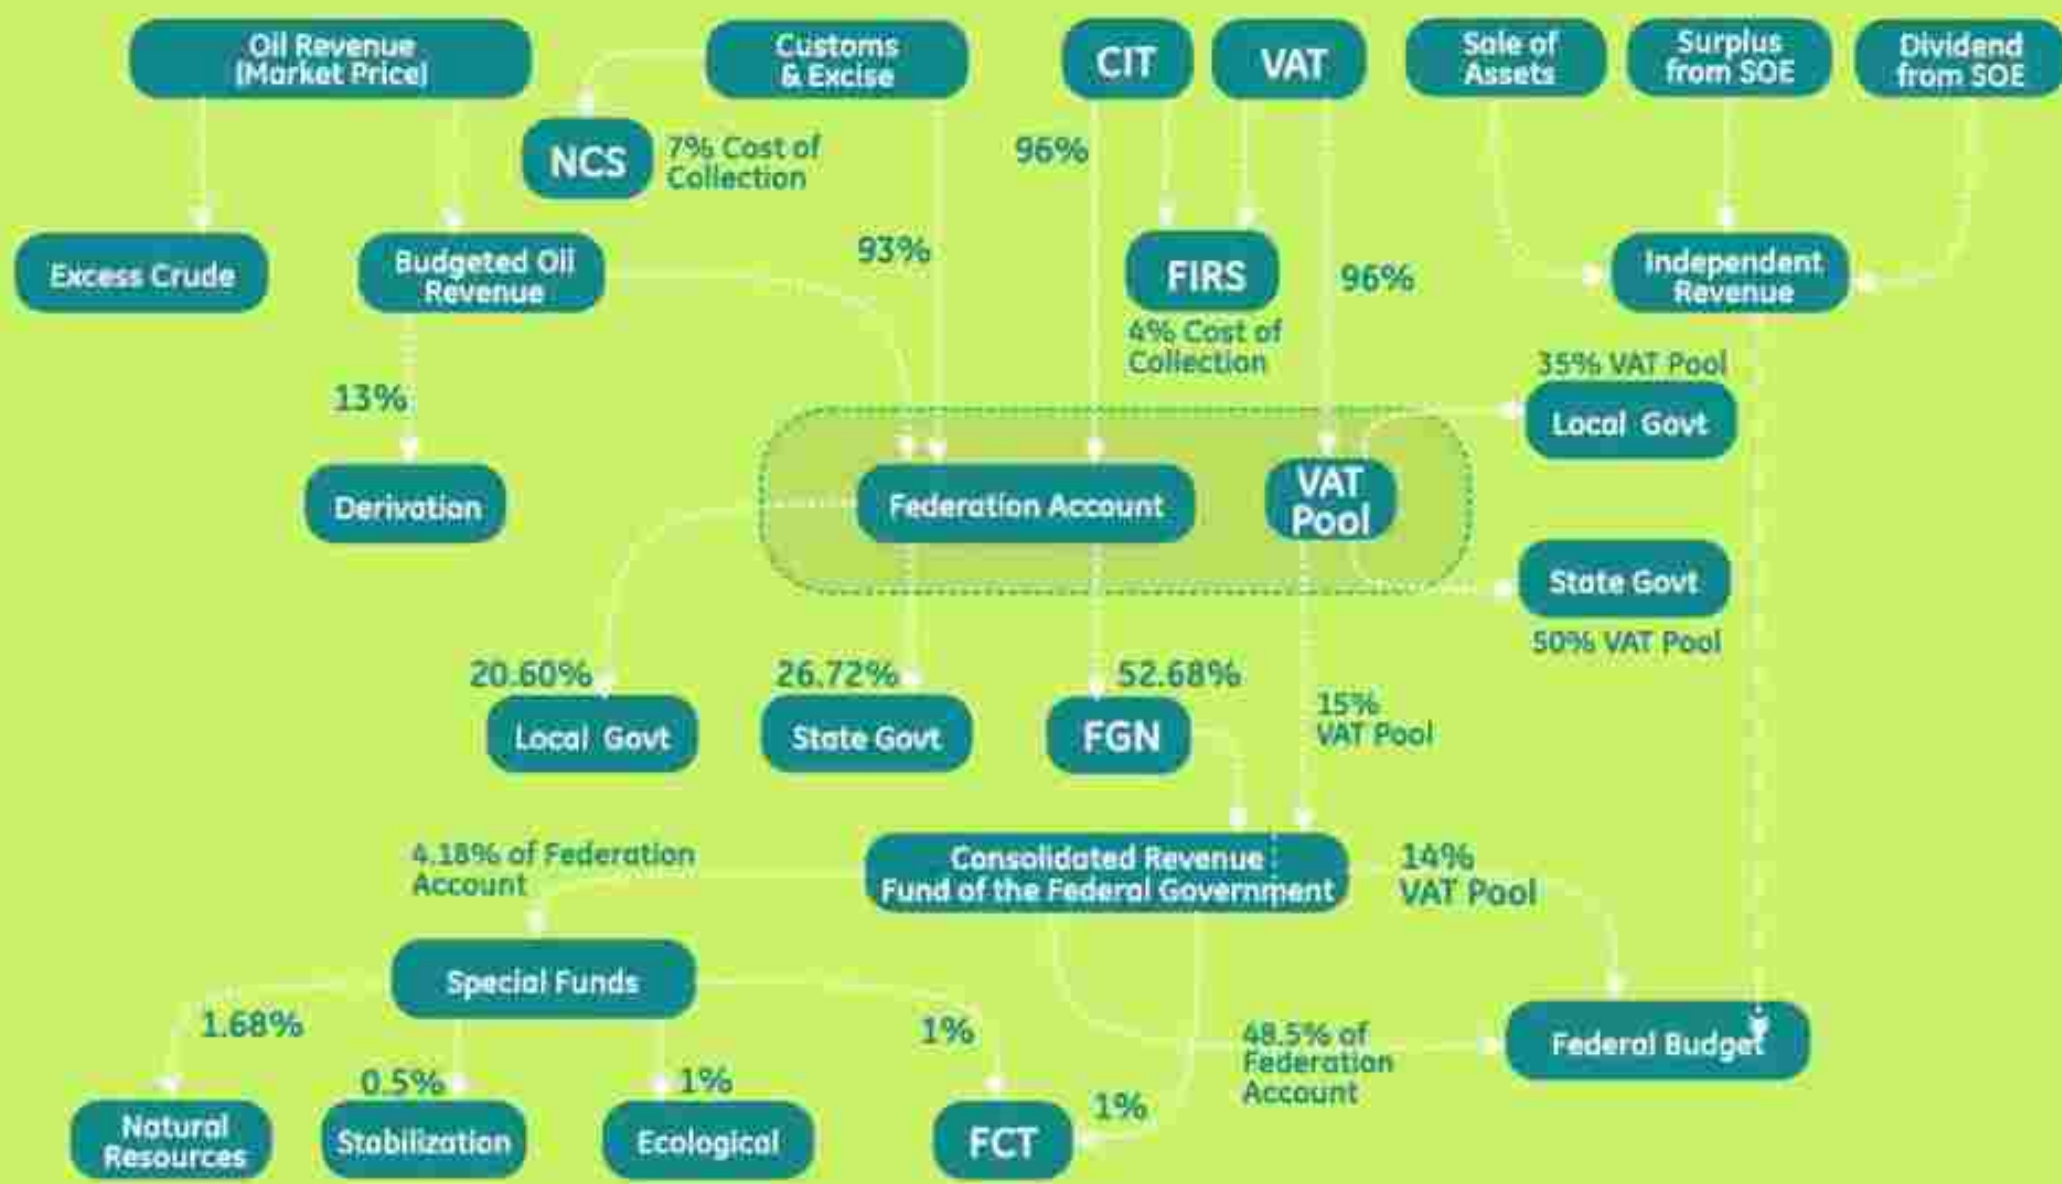 Oil Revenue
(Market Price)
Customs
& Excise
CIT
VAT
Sale of
Assets
Surplus
from SOE
Dividend
from SOE
NCS
7% Cost of
Collection
96%
Excess Crude
Budgeted Oil
Revenue
93%
FIRS
4% Cost of
Collection
96%
Independent
Revenue
13%
35% VAT Pool
Local Govt
Derivation
Federation Account
VAT
Pool
State Govt
50% VAT Pool
20.60%
Local Govt
26.72%
State Govt
52.68%
FGN
15%
VAT Pool
4.18% of Federation
Account
Consolidated Revenue
Fund of the Federal Government
14%
VAT Pool
Special Funds
1.68%
0.5%
1%
1%
48.5% of
Federation
Account
Federal Budget
1%
Natural
Resources
Stabilization
Ecological
FCT